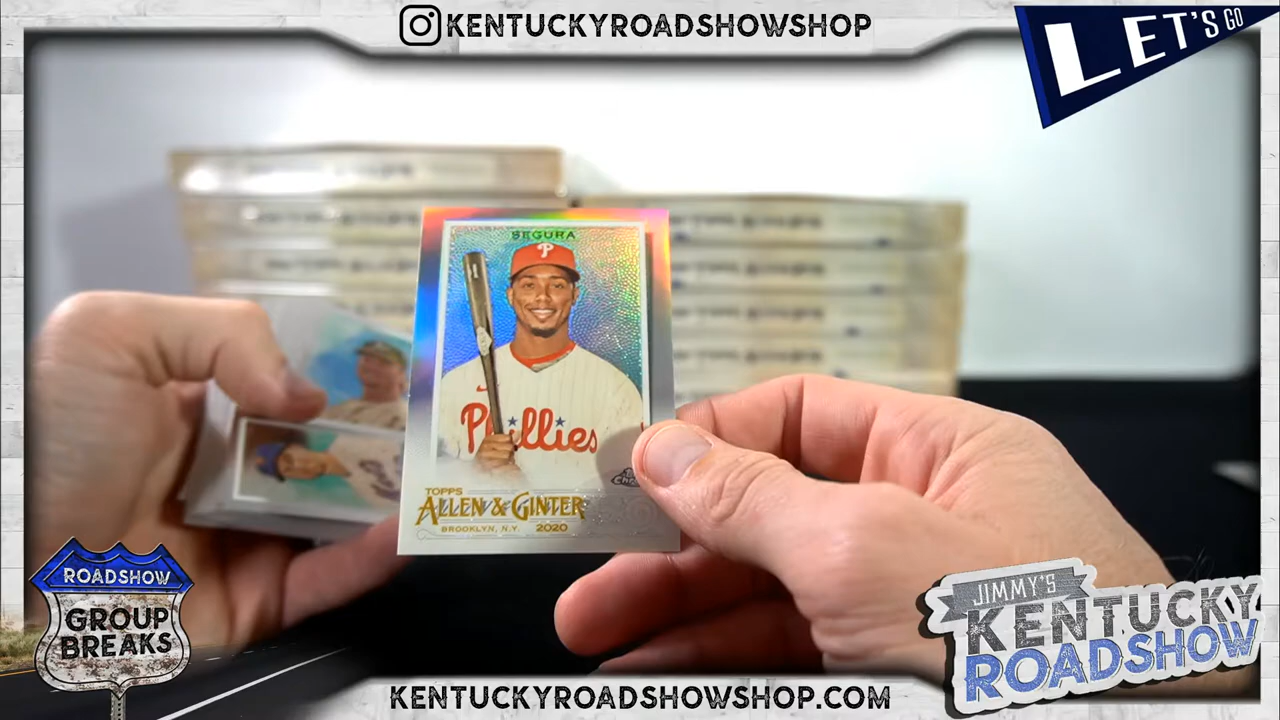 KENTUCKYROADSHOWSHOP
LET'S GO
SEGURA
P
Phillies
TOPPS
ALLEN & GINTER
BROOKLYN, N.Y. 2020
ROADSHOW
GROUP
BREAKS
JIMMY'S
KENTUCKY
ROADSHOW
KENTUCKYROADSHOWSHOP.COM